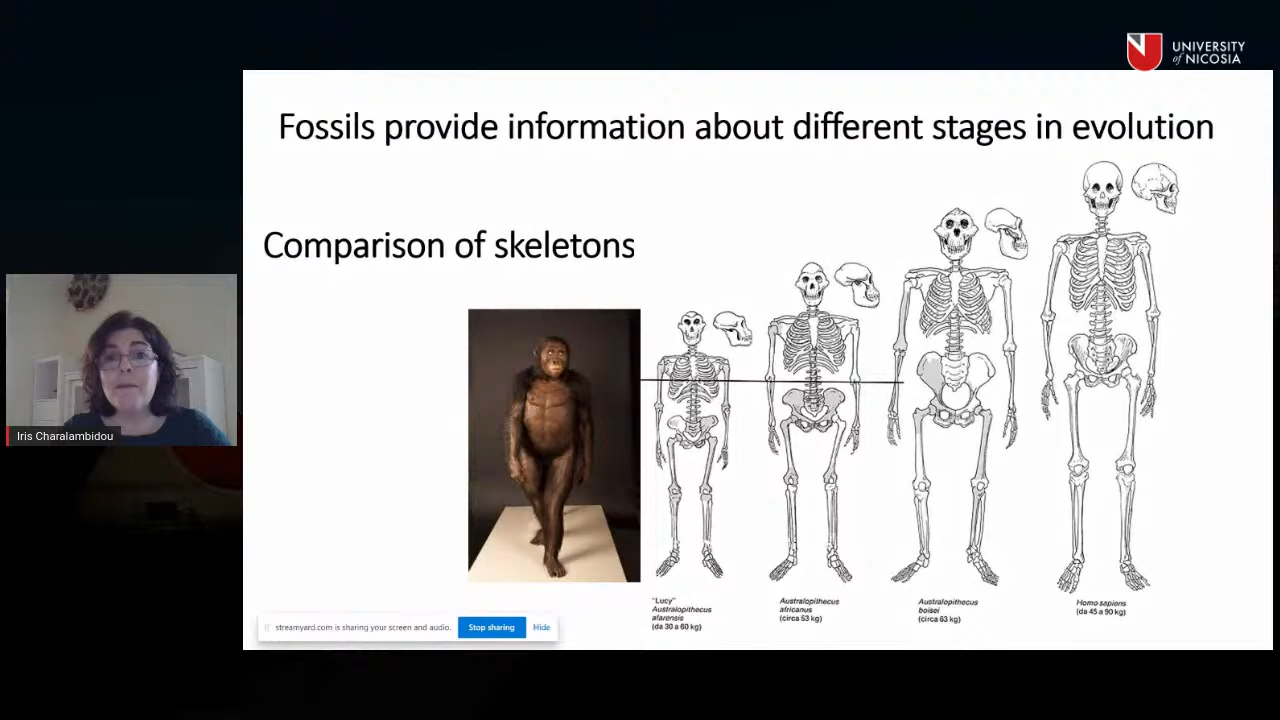 UNIVERSITY
of NICOSIA
Fossils provide information about different stages in evolution
Comparison of skeletons
Iris Charalambidou
"Lucy"
Australopithecus
afarensis
(da 30 a 60 kg)
Australopithecus
africanus
(circa 53 kg)
Australopithecus
boisei
(circa 63 kg)
Homo sapiens
(da 45 a 90 kg)
streamyard.com is sharing your screen and audio.
Stop sharing
Hide